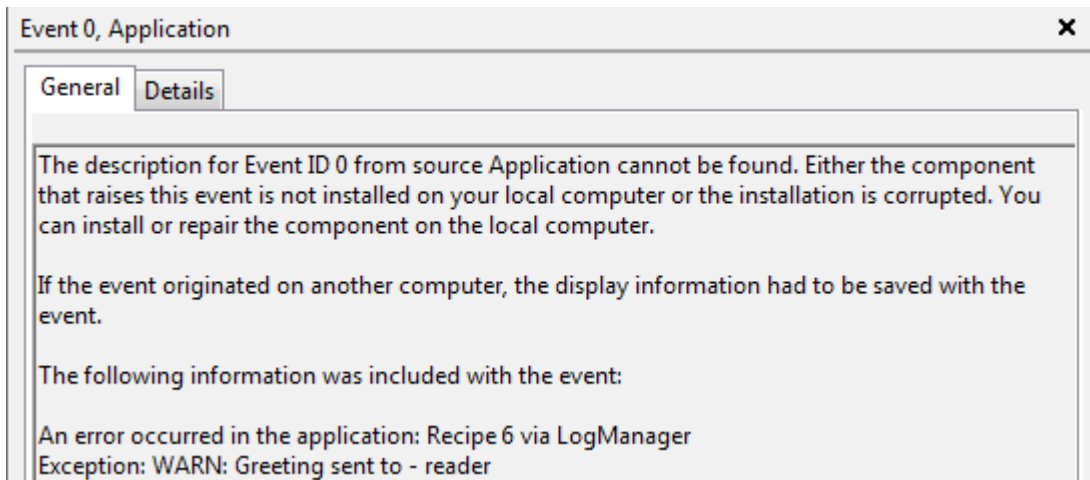 Event 0, Application
General
Details
The description for Event ID 0 from source Application cannot be found. Either the component
that raises this event is not installed on your local computer or the installation is corrupted. You
can install or repair the component on the local computer.
If the event originated on another computer, the display information had to be saved with the
event.
The following information was included with the event:
An error occurred in the application: Recipe 6 via LogManager
Exception: WARN: Greeting sent to - reader